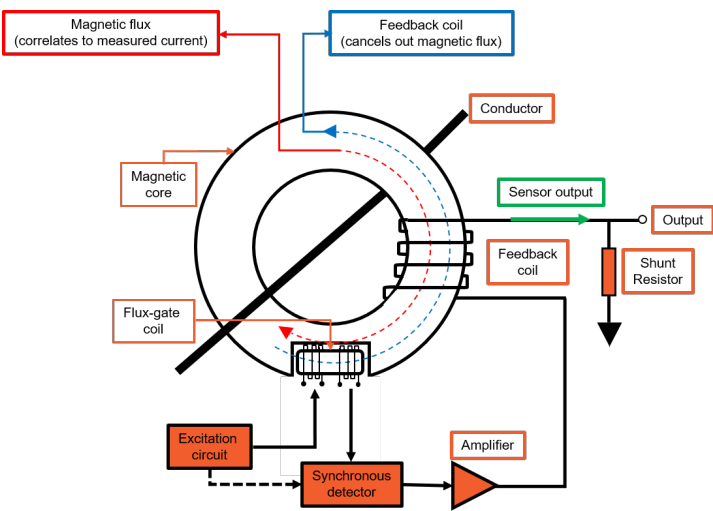 Magnetic flux
(correlates to measured current)
Feedback coil
(cancels out magnetic flux)
Conductor
Magnetic
core
Sensor output
Output
Feedback
coil
Shunt
Resistor
Flux-gate
coil
Excitation
circuit
Amplifier
Synchronous
detector